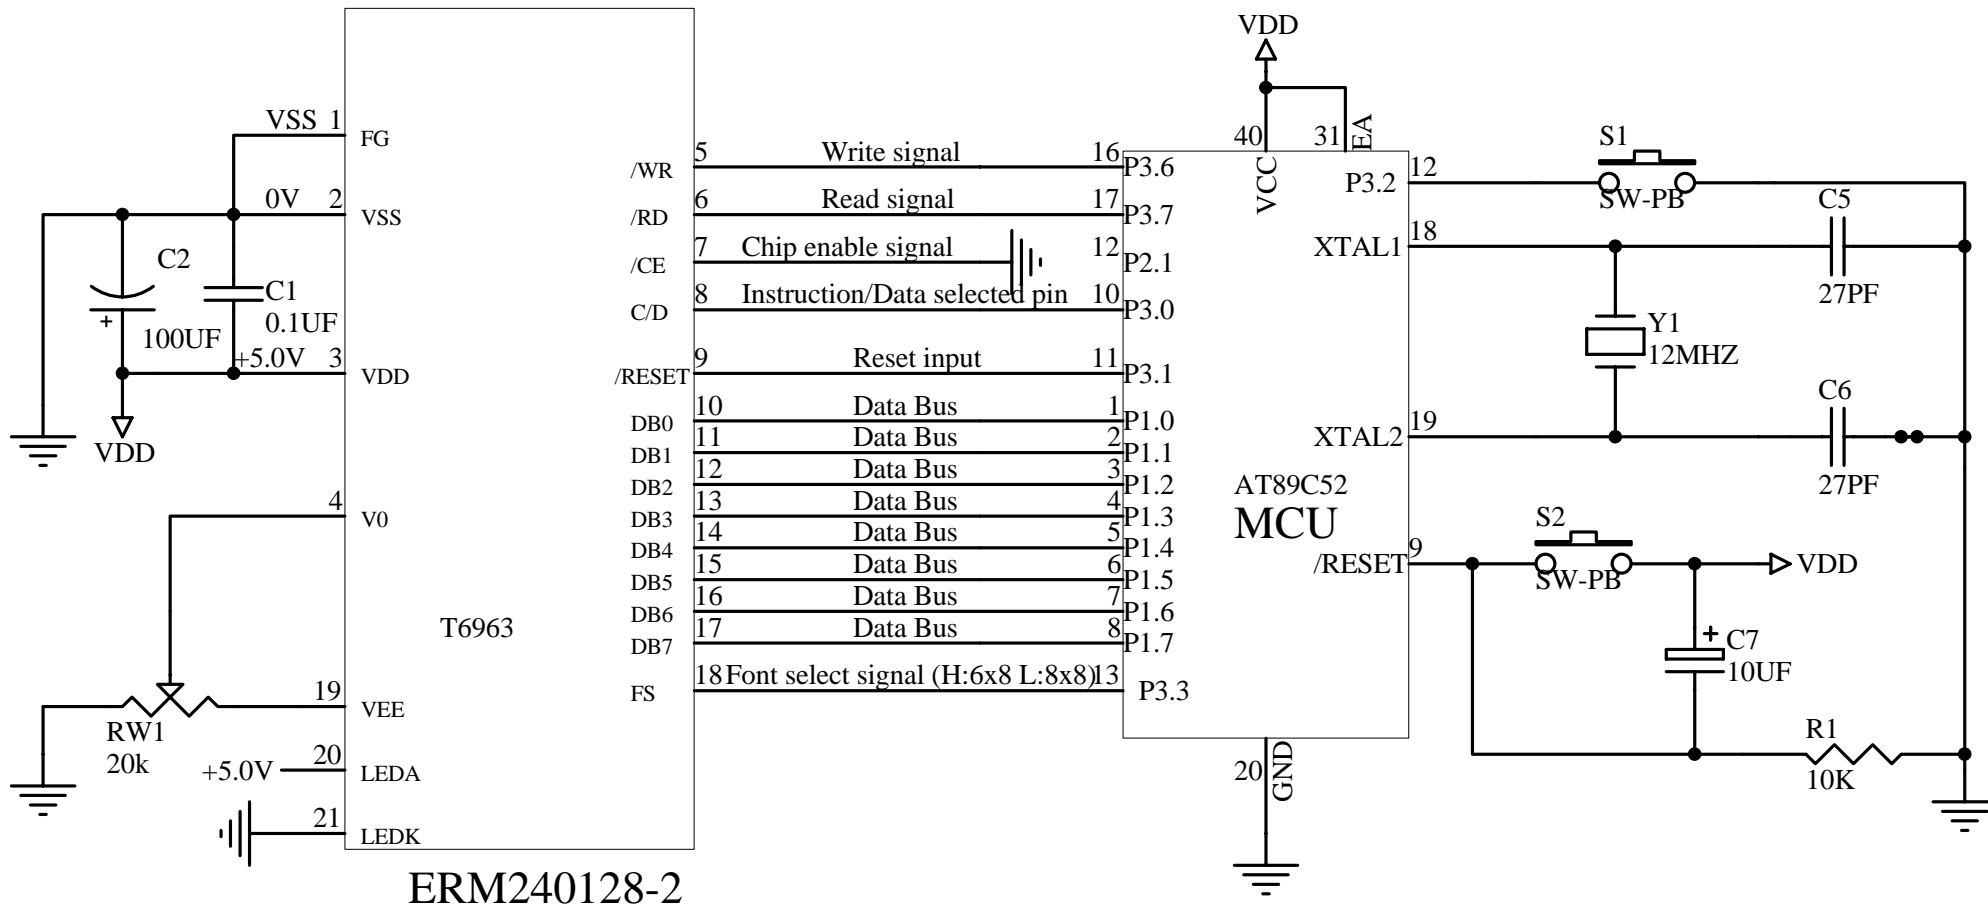 VDD
VSS 1
FG
0V 2
VSS
C2
C1
0.1UF
100UF
+
+5.0V 3
VDD
VDD
4
V0
T6963
19
VEE
RW1
20k
+5.0V 20
LEDA
21
LEDK
ERM240128-2
/WR 5 Write signal 16 P3.6
/RD 6 Read signal 17 P3.7
/CE 7 Chip enable signal 12 P2.1
C/D 8 Instruction/Data selected pin 10 P3.0
/RESET 9 Reset input 11 P3.1
DB0 10 Data Bus 1 P1.0
DB1 11 Data Bus 2 P1.1
DB2 12 Data Bus 3 P1.2
DB3 13 Data Bus 4 P1.3
DB4 14 Data Bus 5 P1.4
DB5 15 Data Bus 6 P1.5
DB6 16 Data Bus 7 P1.6
DB7 17 Data Bus 8 P1.7
FS 18 Font select signal (H:6x8 L:8x8) 13 P3.3
40
VCC
31
EA
AT89C52
MCU
20
GND
P3.2 12
S1
SW-PB
XTAL1 18
C5
27PF
Y1
12MHZ
C6
XTAL2 19
27PF
S2
/RESET 9
SW-PB
VDD
+
C7
10UF
R1
10K